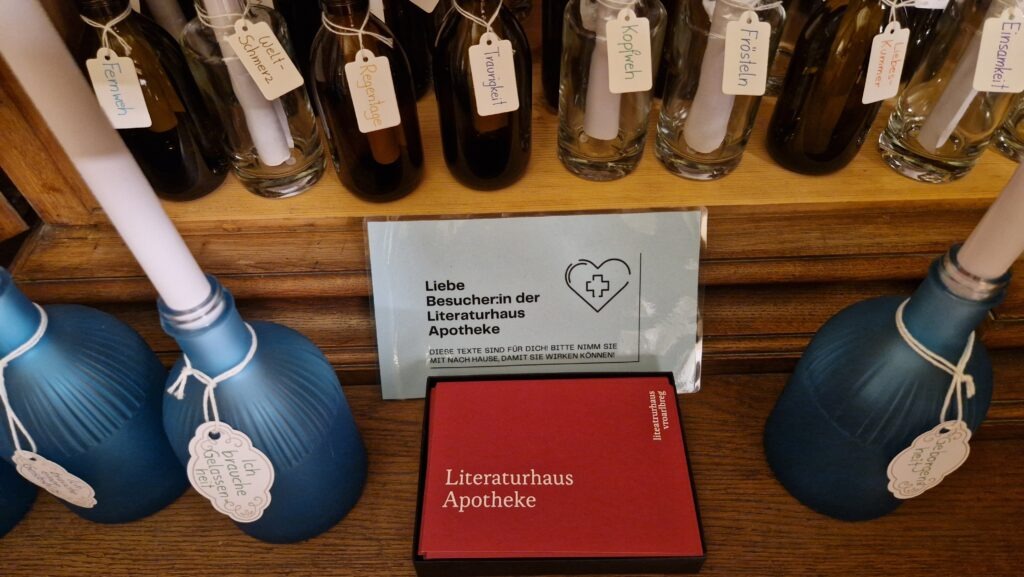 Fernweh
Welt-
Schmerz
Regentage
Traurigkeit
Kopfweh
Frösteln
Liebes-
Kummer
Einsamkeit
Liebe
Besucher:in der
Literaturhaus
Apotheke
DIESE TEXTE SIND FÜR DICH! BITTE NIMM SIE
MIT NACH HAUSE, DAMIT SIE WIRKEN KÖNNEN!
Ich
brauche
Gelassen-
heit
literaturhaus
vroarlbreg
Literaturhaus
Apotheke